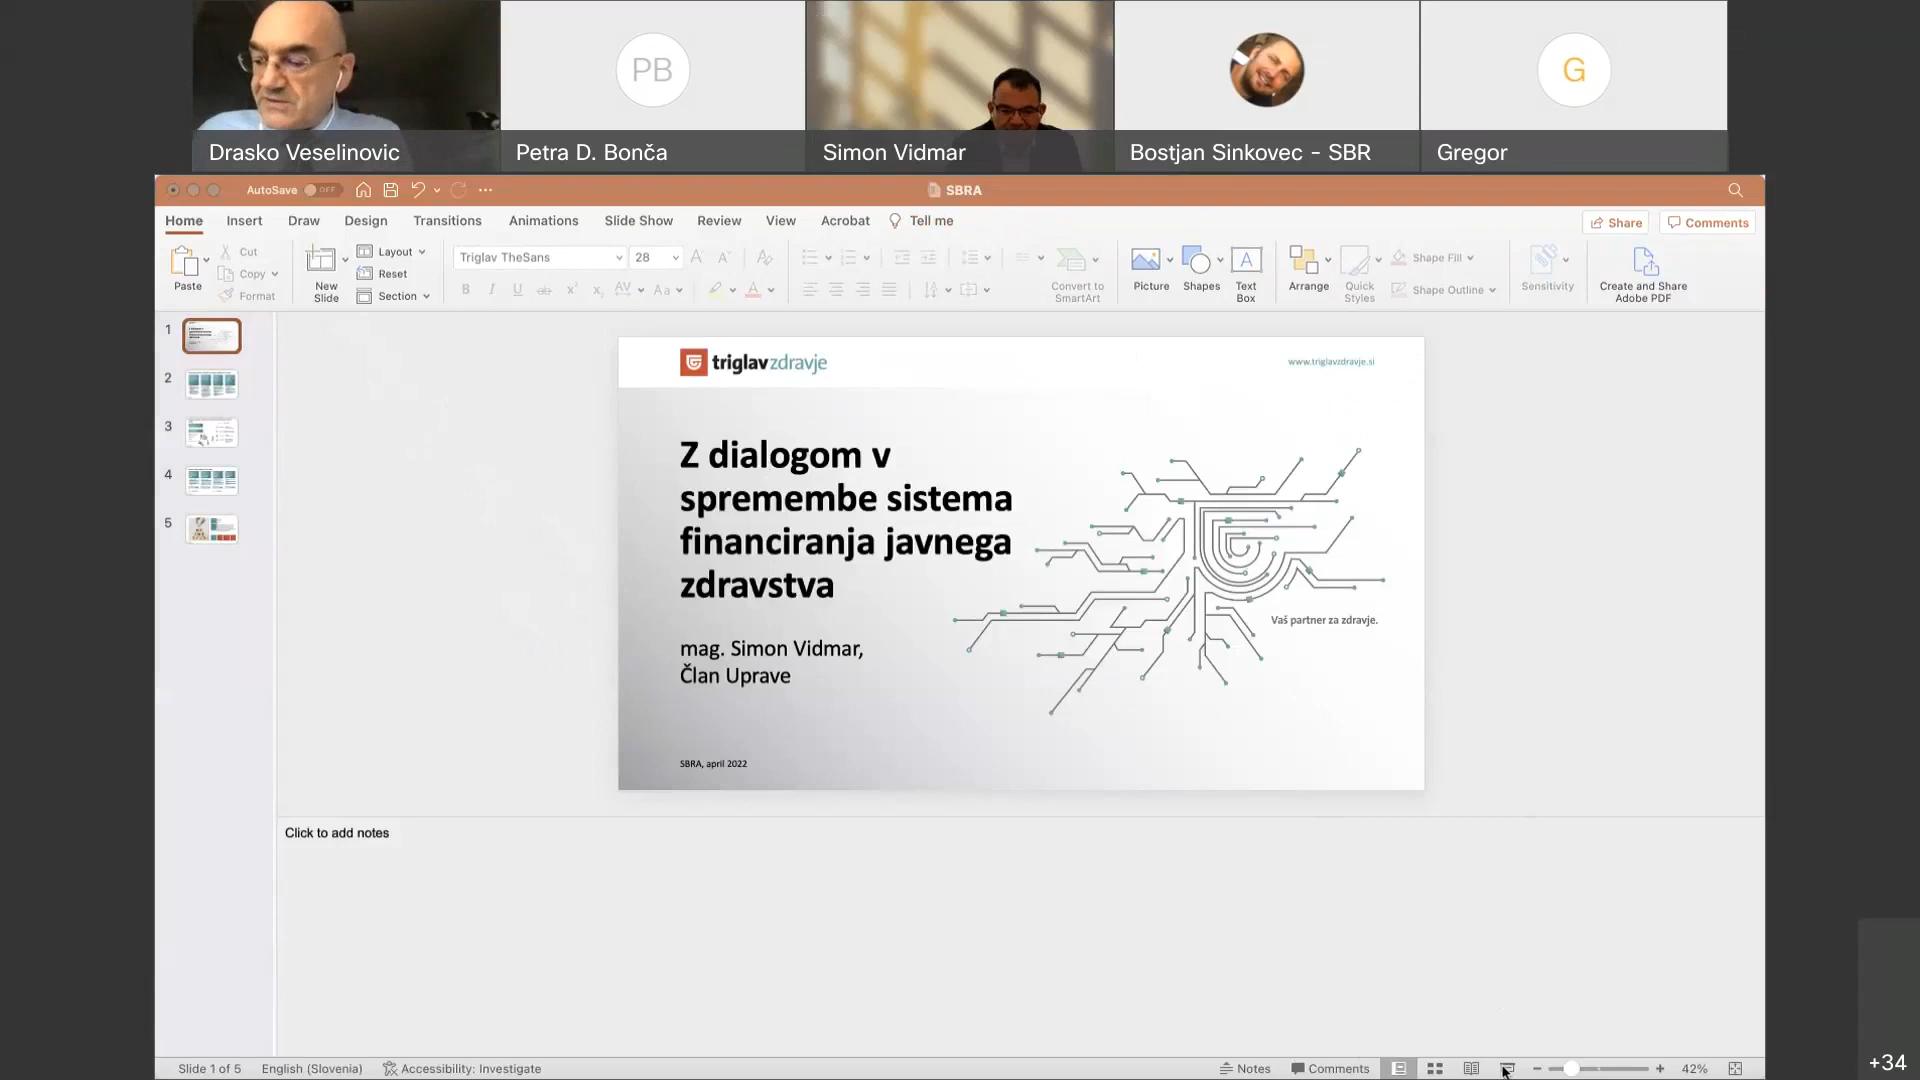 PB
G
Drasko Veselinovic
Petra D. Bonča
Simon Vidmar
Bostjan Sinkovec - SBR
Gregor
AutoSave OFF
SBRA
Home Insert Draw Design Transitions Animations Slide Show Review View Acrobat Tell me
Share Comments
Paste
Cut
Copy
Format
New
Slide
Layout
Reset
Section
Triglav TheSans 28
Convert to
SmartArt
Picture
Shapes
Text
Box
Arrange
Quick
Styles
Shape Fill
Shape Outline
Sensitivity
Create and Share
Adobe PDF
1
2
3
4
5
triglavzdravje
www.triglavzdravje.si
Z dialogom v
spremembe sistema
financiranja javnega
zdravstva
mag. Simon Vidmar,
Član Uprave
Vaš partner za zdravje.
SBRA, april 2022
Click to add notes
Slide 1 of 5 English (Slovenia) Accessibility: Investigate
Notes Comments 42%
+34